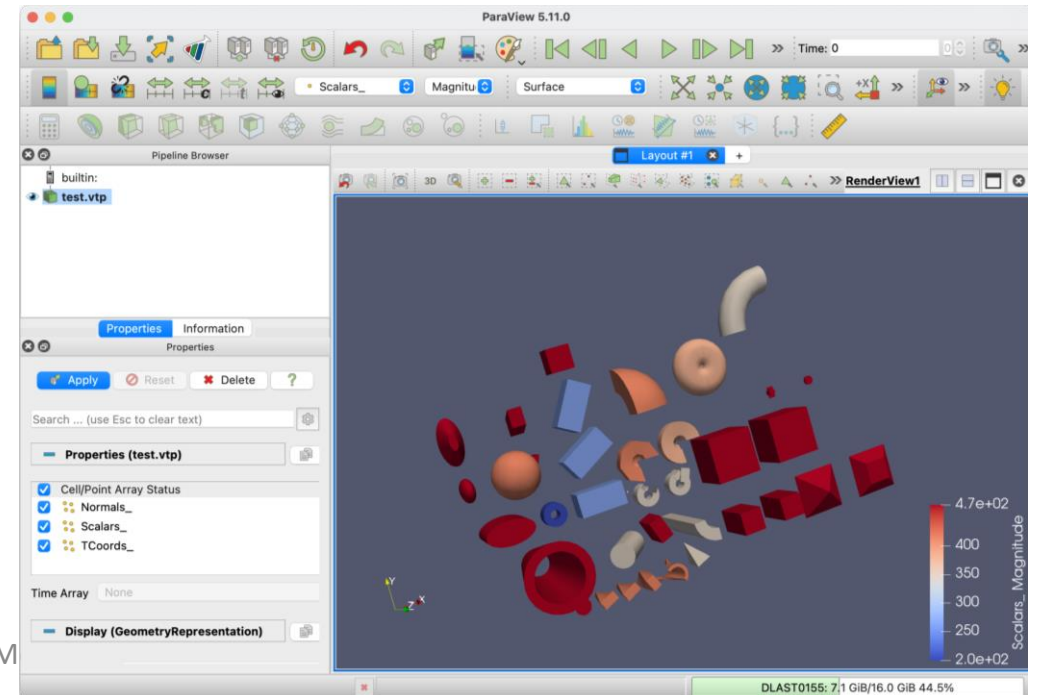 ParaView 5.11.0
Time: 0
Scalars_
Magnitu
Surface
Pipeline Browser
Layout #1
+
builtin:
test.vtp
3D
RenderView1
Properties
Information
Properties
Apply
Reset
Delete
?
Search ... (use Esc to clear text)
Properties (test.vtp)
Cell/Point Array Status
Normals_
Scalars_
TCoords_
Time Array
None
Display (GeometryRepresentation)
Y
Z
X
4.7e+02
400
350
300
250
2.0e+02
Scalars_ Magnitude
M
DLAST0155: 7.1 GiB/16.0 GiB 44.5%